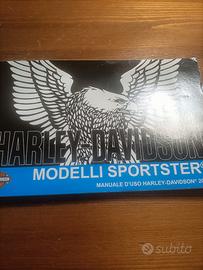 HARLEY-DAVIDSON
MODELLI SPORTSTER®
MANUALE D'USO HARLEY-DAVIDSON®
subito